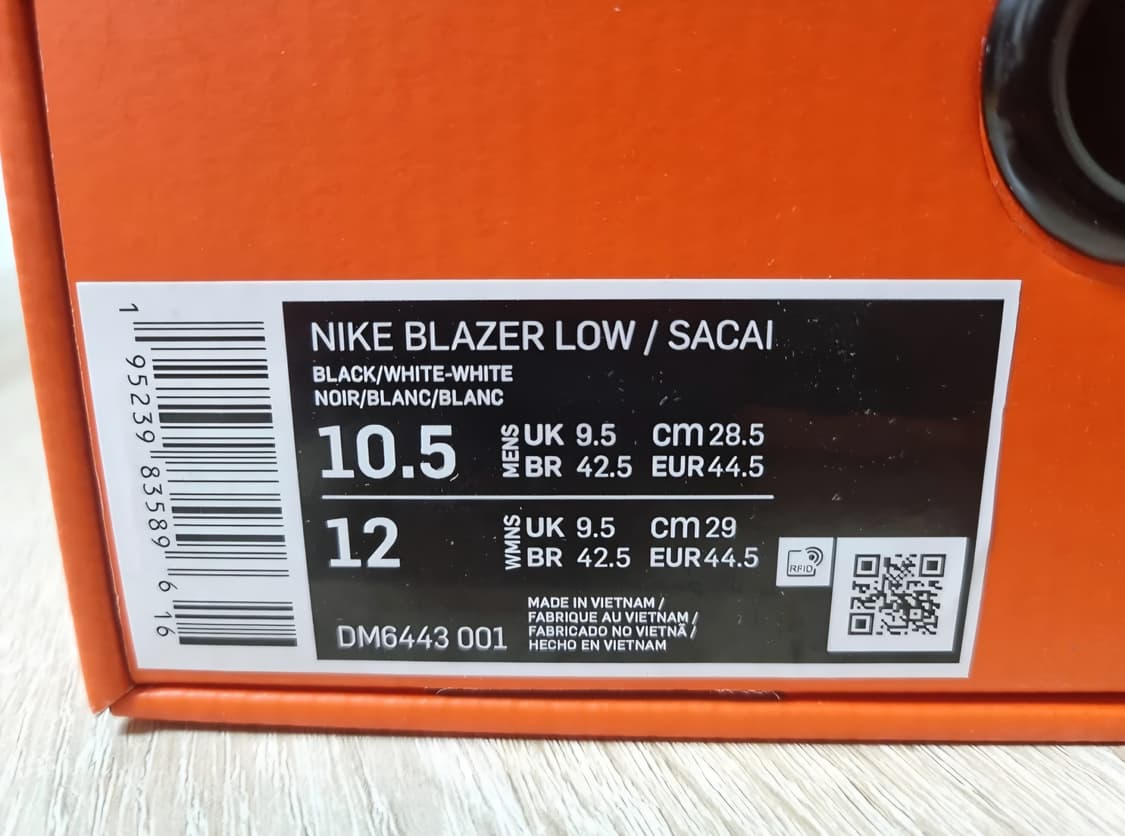 1 95239 83589 6 16
NIKE BLAZER LOW / SACAI
BLACK/WHITE-WHITE
NOIR/BLANC/BLANC
10.5 MENS UK 9.5 cm 28.5
BR 42.5 EUR 44.5
12 WMNS UK 9.5 cm 29
BR 42.5 EUR 44.5
RFID
DM6443 001
MADE IN VIETNAM /
FABRIQUE AU VIETNAM /
FABRICADO NO VIETNÃ /
HECHO EN VIETNAM